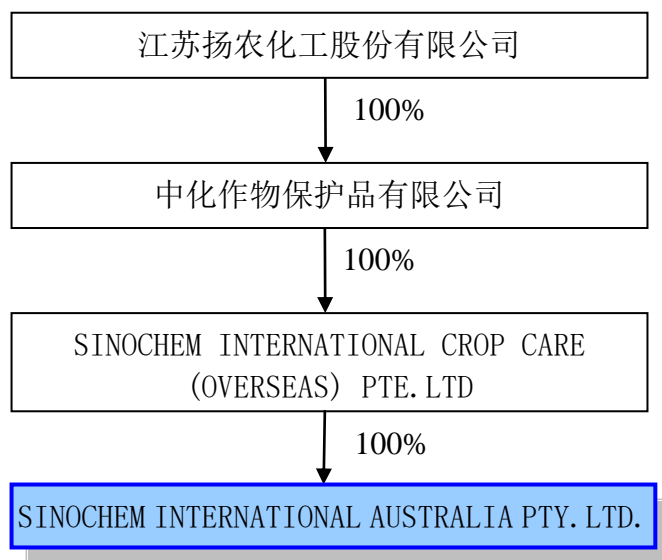 江苏扬农化工股份有限公司
100%
中化作物保护品有限公司
100%
SINOCHEM INTERNATIONAL CROP CARE
(OVERSEAS) PTE.LTD
100%
SINOCHEM INTERNATIONAL AUSTRALIA PTY.LTD.